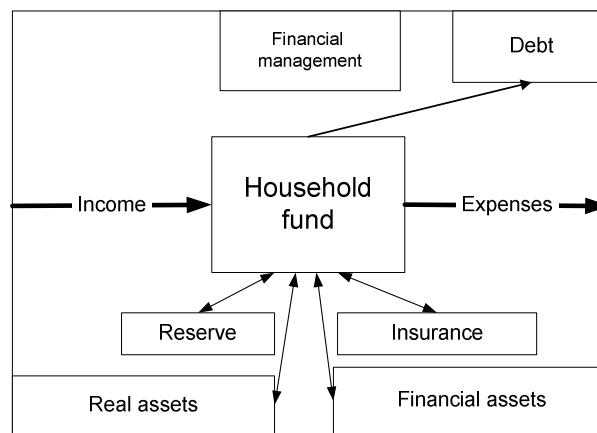 Financial
management
Debt
Household
fund
Income
Expenses
Reserve
Insurance
Real assets
Financial assets